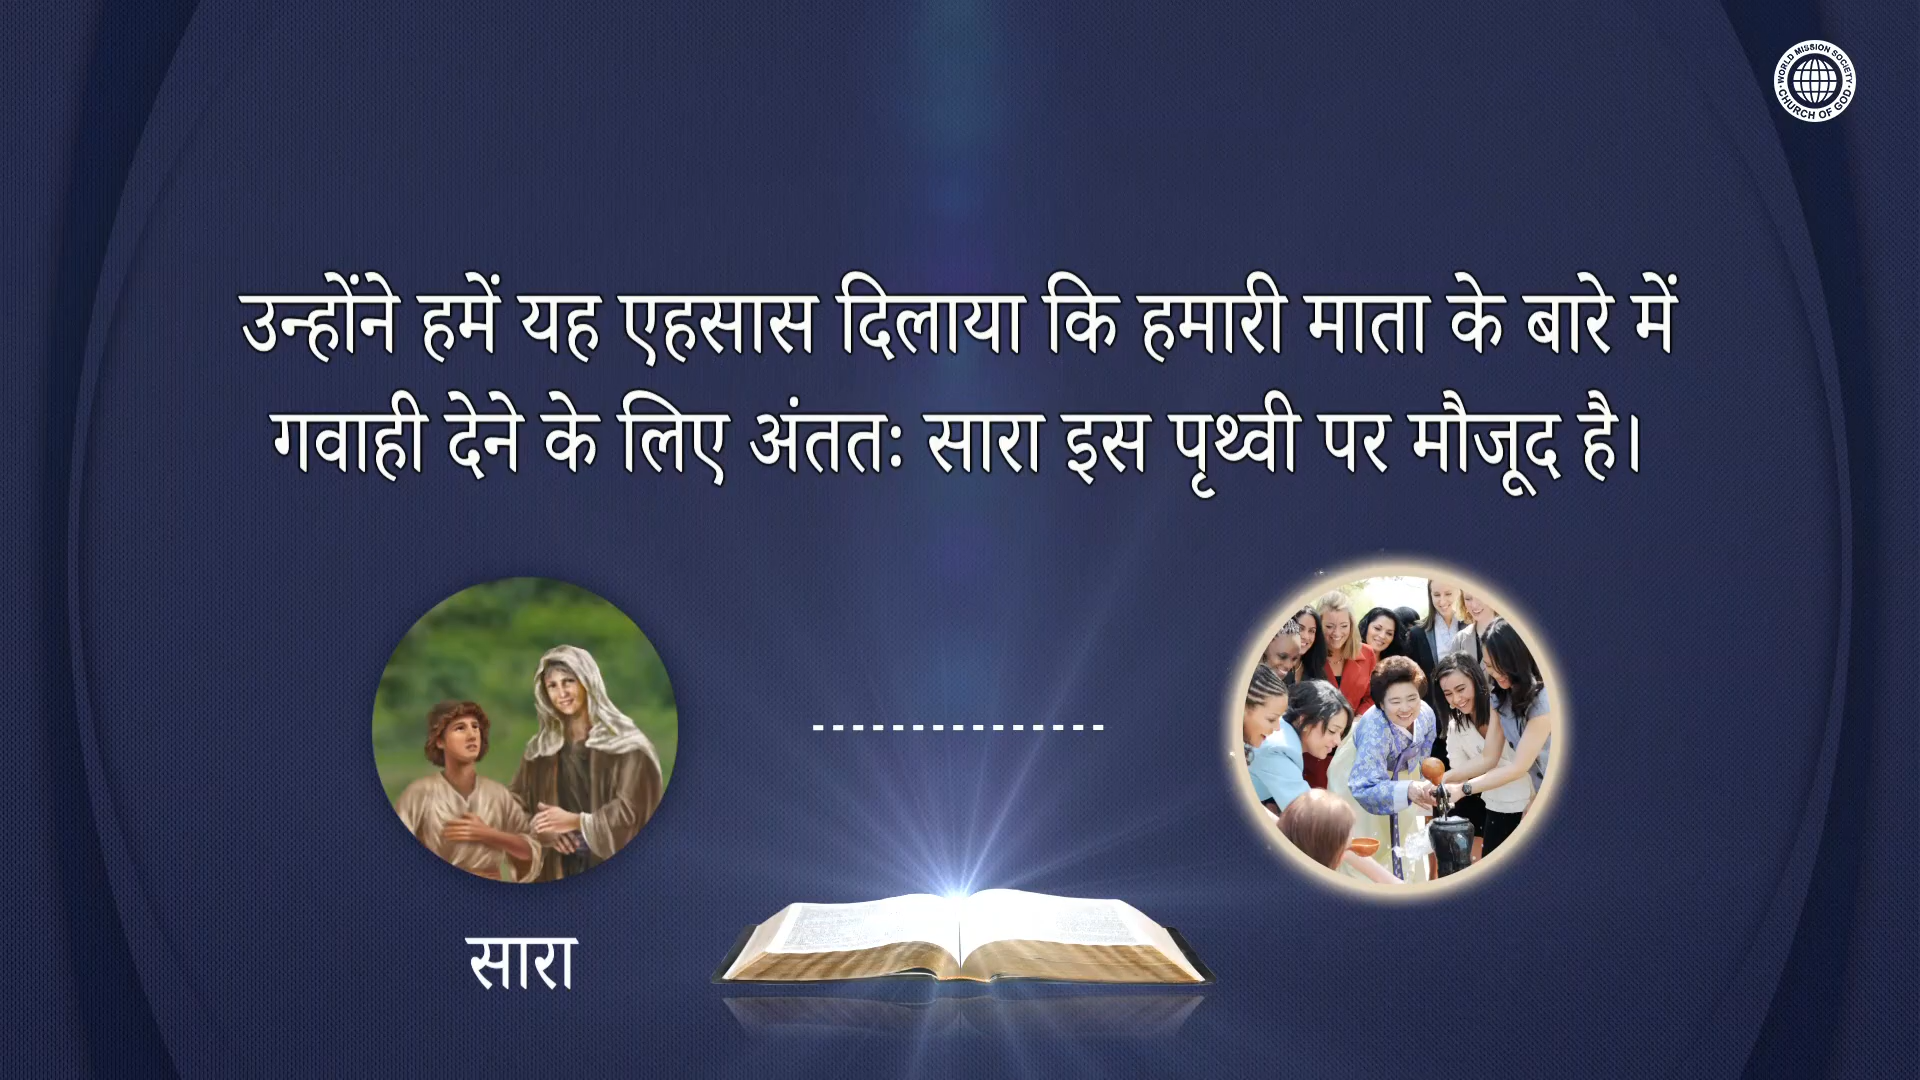 WORLD MISSION SOCIETY
CHURCH OF GOD
उन्होंने हमें यह एहसास दिलाया कि हमारी माता के बारे में
गवाही देने के लिए अंततः सारा इस पृथ्वी पर मौजूद है।
सारा